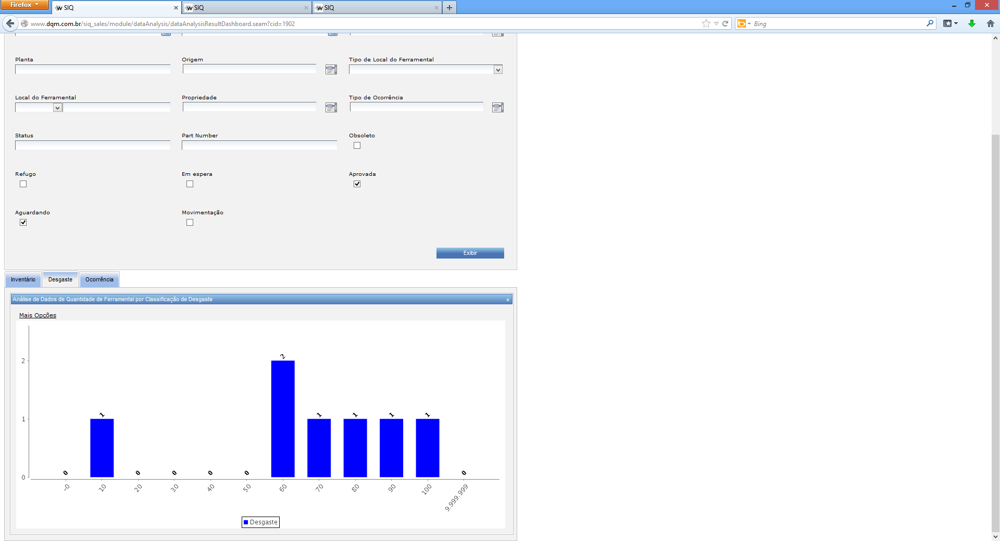 Firefox
SIQ
SIQ
SIQ
www.dqm.com.br/siq_sales/module/dataAnalysis/dataAnalysisResultDashboard.seam?cid=1902
Bing
Planta
Origem
Tipo de Local do Ferramental
Local do Ferramental
Propriedade
Tipo de Ocorrência
Status
Part Number
Obsoleto
Refugo
Em espera
Aprovada
Aguardando
Movimentação
Exibir
Inventário
Desgaste
Ocorrência
Análise de Dados de Quantidade de Ferramental por Classificação de Desgaste
«
Mais Opções
2
1
0
0
1
0
0
0
0
2
1
1
1
1
0
-0
10
20
30
40
50
60
70
80
90
100
9.999.999
Desgaste